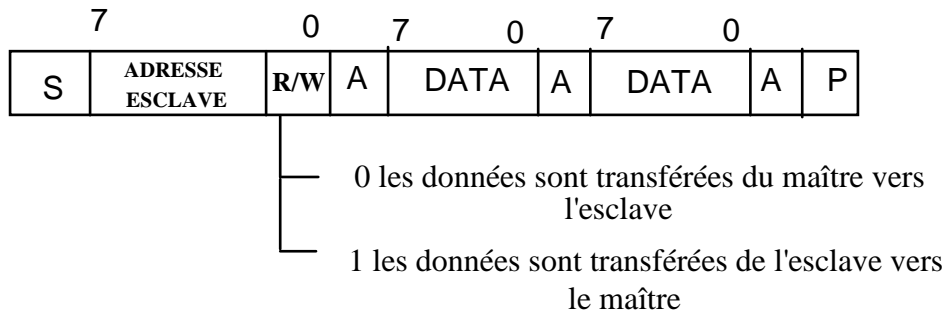 7 0 7 0 7 0
S ADRESSE ESCLAVE R/W A DATA A DATA A P
0 les données sont transférées du maître vers
l'esclave
1 les données sont transférées de l'esclave vers
le maître